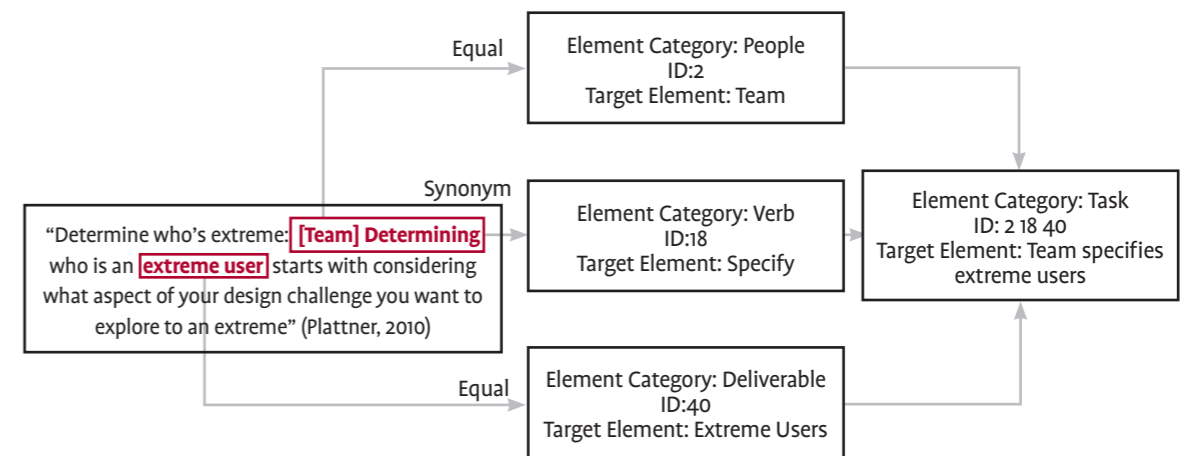 Equal
Element Category: People
ID:2
Target Element: Team
Synonym
"Determine who's extreme: [Team] Determining
who is an extreme user starts with considering
what aspect of your design challenge you want to
explore to an extreme" (Plattner, 2010)
Element Category: Verb
ID:18
Target Element: Specify
Element Category: Task
ID: 2 18 40
Target Element: Team specifies
extreme users
Equal
Element Category: Deliverable
ID:40
Target Element: Extreme Users